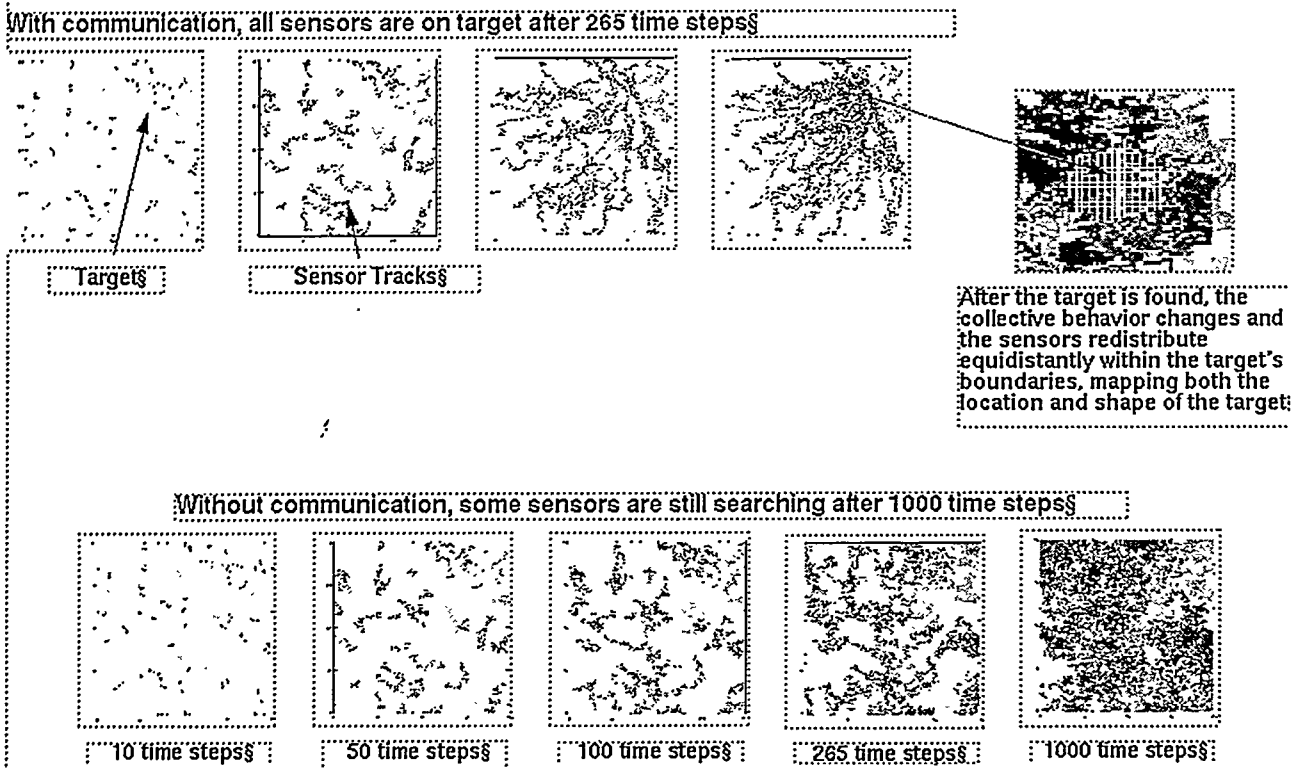 With communication, all sensors are on target after 265 time steps§
Target§
Sensor Tracks§
After the target is found, the
collective behavior changes and
the sensors redistribute
equidistantly within the target's
boundaries, mapping both the
location and shape of the target
Without communication, some sensors are still searching after 1000 time steps§
10 time steps§
50 time steps§
100 time steps§
265 time steps§
1000 time steps§